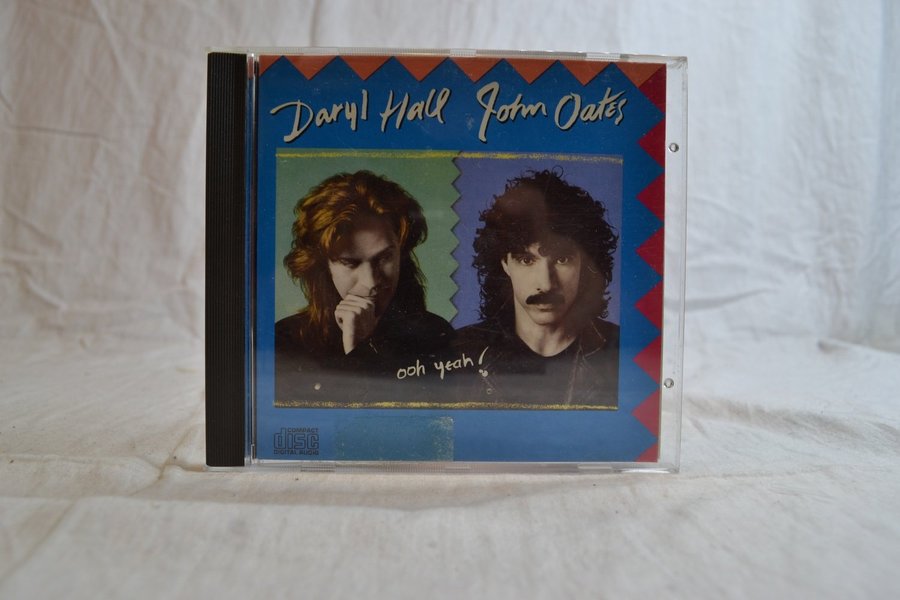 Daryl Hall John Oates
ooh yeah!
COMPACT
disc
DIGITAL AUDIO